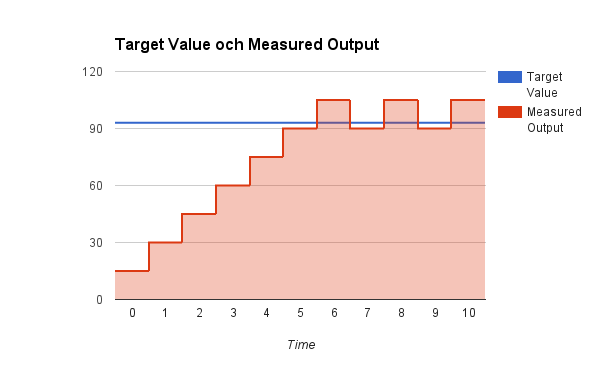 Target Value och Measured Output
120
90
60
30
0
0 1 2 3 4 5 6 7 8 9 10
Time
Target
Value
Measured
Output